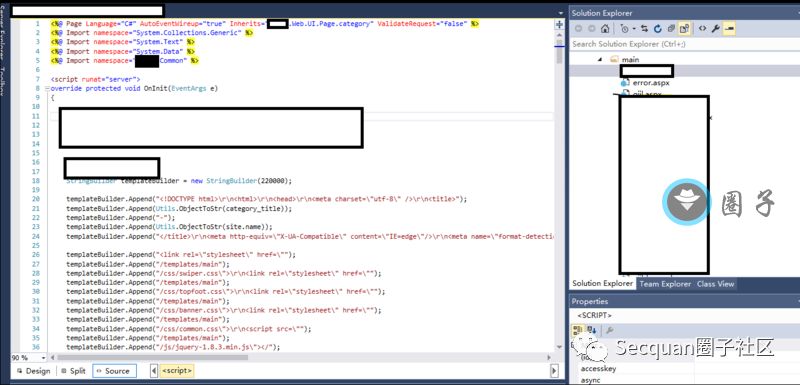 Server Explorer
Toolbox
1 <%@ Page Language="C#" AutoEventWireup="true" Inherits=" .Web.UI.Page.category" ValidateRequest="false" %>
2 <%@ Import namespace="System.Collections.Generic" %>
3 <%@ Import namespace="System.Text" %>
4 <%@ Import namespace="System.Data" %>
5 <%@ Import namespace=" Common" %>
6
7 <script runat="server">
8 override protected void OnInit(EventArgs e)
9 {
10
11
12
13
14
15
16
17
18 StringBuilder templateBuilder = new StringBuilder(220000);
19
20 templateBuilder.Append("<!DOCTYPE html>\r\n<html>\r\n<head>\r\n<meta charset=\"utf-8\" />\r\n<title>");
21 templateBuilder.Append(Utils.ObjectToStr(category_title));
22 templateBuilder.Append("-");
23 templateBuilder.Append(Utils.ObjectToStr(site.name));
24 templateBuilder.Append("</title>\r\n<meta http-equiv=\"X-UA-Compatible\" content=\"IE=edge\"/>\r\n<meta name=\"format-detectio
25
26 templateBuilder.Append("<link rel=\"stylesheet\" href=\"");
27 templateBuilder.Append("/templates/main");
28 templateBuilder.Append("/css/swiper.css\">\r\n<link rel=\"stylesheet\" href=\"");
29 templateBuilder.Append("/templates/main");
30 templateBuilder.Append("/css/topfoot.css\">\r\n<link rel=\"stylesheet\" href=\"");
31 templateBuilder.Append("/templates/main");
32 templateBuilder.Append("/css/banner.css\">\r\n<link rel=\"stylesheet\" href=\"");
33 templateBuilder.Append("/templates/main");
34 templateBuilder.Append("/css/common.css\">\r\n<script src=\"");
35 templateBuilder.Append("/templates/main");
36 templateBuilder.Append("/js/jquery-1.8.3.min.js\"></");
90 %
Design Split Source <script>
Solution Explorer
Search Solution Explorer (Ctrl+;)
main
error.aspx
圈子
Solution Explorer Team Explorer Class View
Properties
<SCRIPT>
accesskey
async
Secquan圈子社区